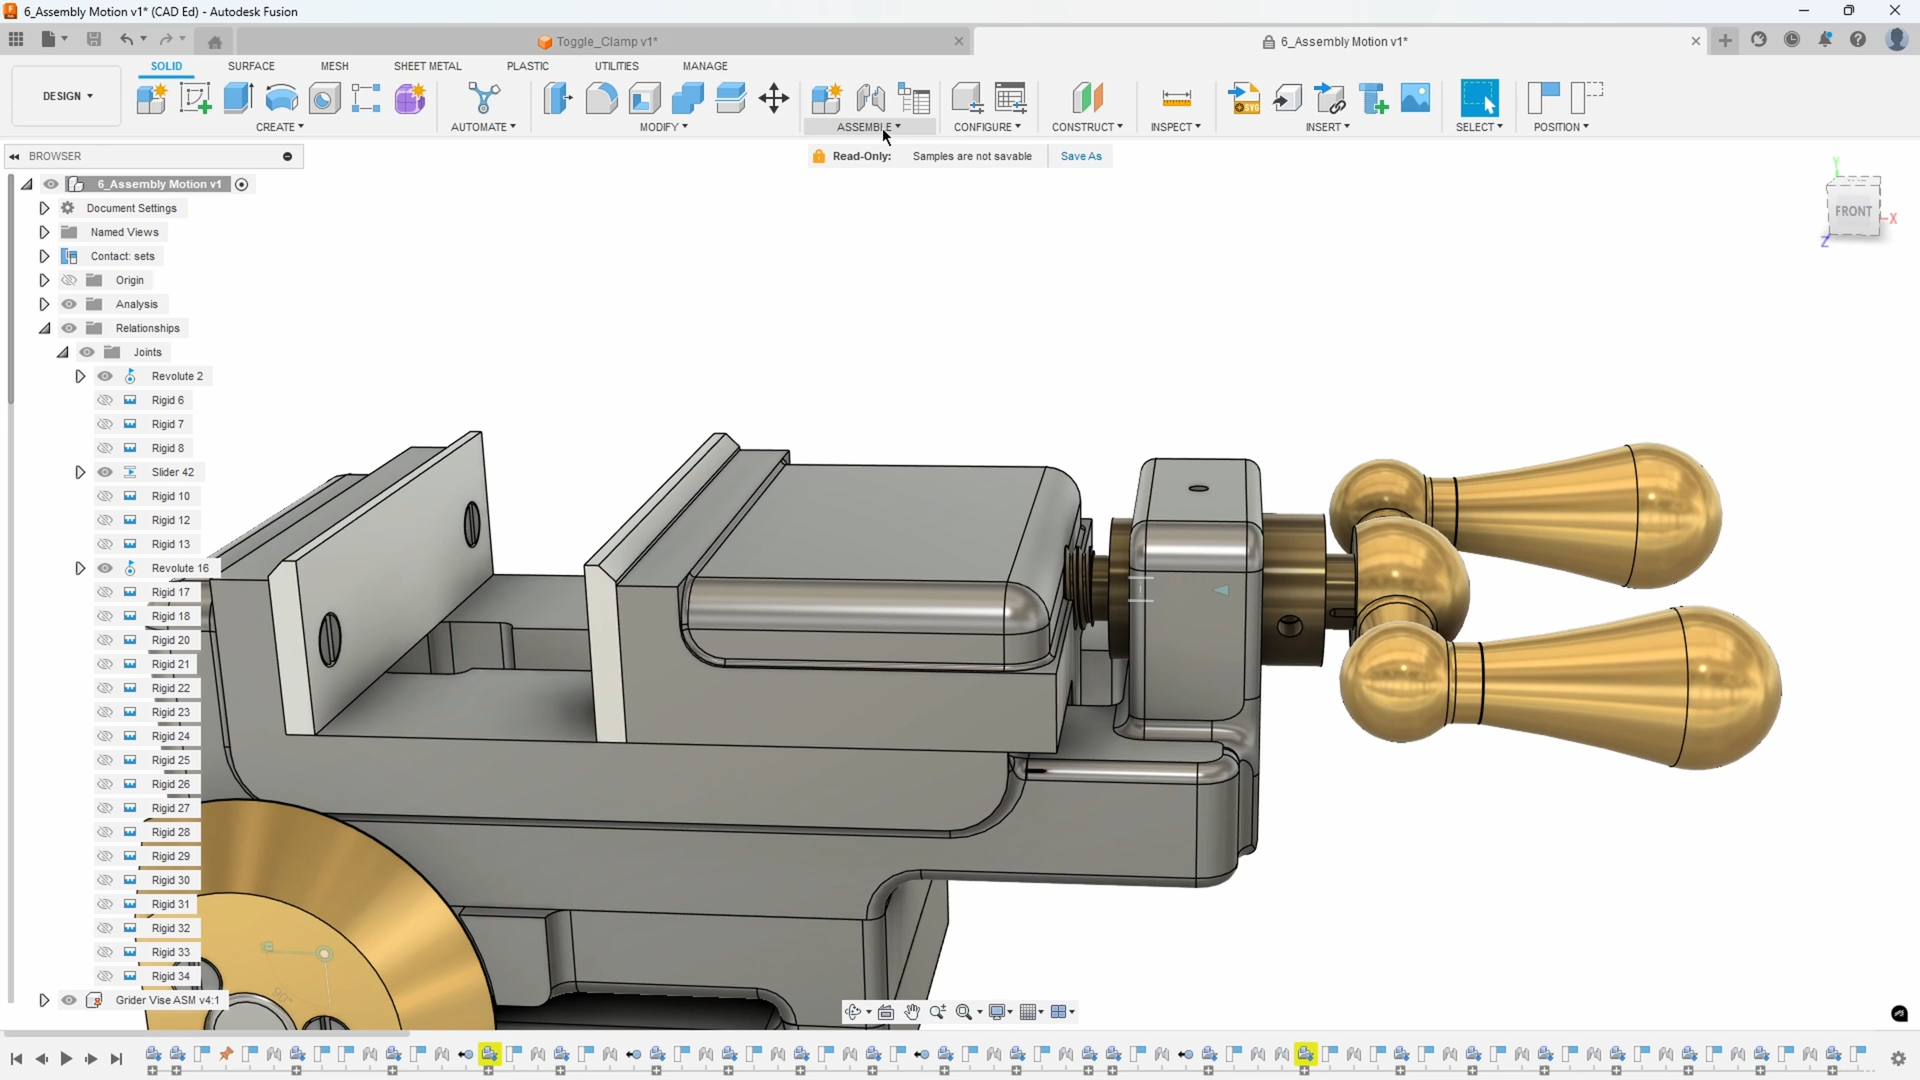 6_Assembly Motion v1* (CAD Ed) - Autodesk Fusion
Toggle_Clamp v1*
6_Assembly Motion v1*
DESIGN
SOLID SURFACE MESH SHEET METAL PLASTIC UTILITIES MANAGE
CREATE AUTOMATE MODIFY ASSEMBLE CONFIGURE CONSTRUCT INSPECT INSERT SELECT POSITION
SVG
BROWSER
Read-Only: Samples are not savable Save As
6_Assembly Motion v1
Document Settings
Named Views
Contact: sets
Origin
Analysis
Relationships
Joints
Revolute 2
Rigid 6
Rigid 7
Rigid 8
Slider 42
Rigid 10
Rigid 12
Rigid 13
Revolute 16
Rigid 17
Rigid 18
Rigid 20
Rigid 21
Rigid 22
Rigid 23
Rigid 24
Rigid 25
Rigid 26
Rigid 27
Rigid 28
Rigid 29
Rigid 30
Rigid 31
Rigid 32
Rigid 33
Rigid 34
Grider Vise ASM v4:1
Y
FRONT
X
Z
90°